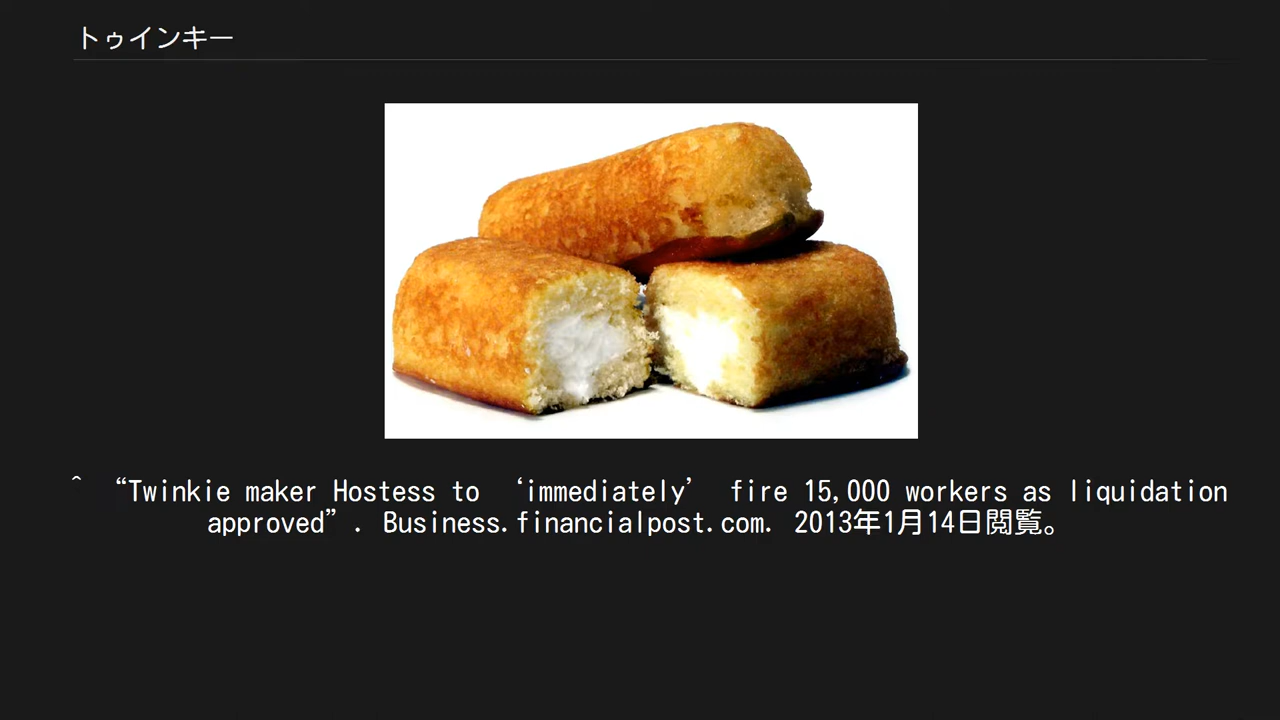 トゥインキー
^ “Twinkie maker Hostess to ‘immediately’ fire 15,000 workers as liquidation
approved”. Business.financialpost.com. 2013年1月14日閲覧。